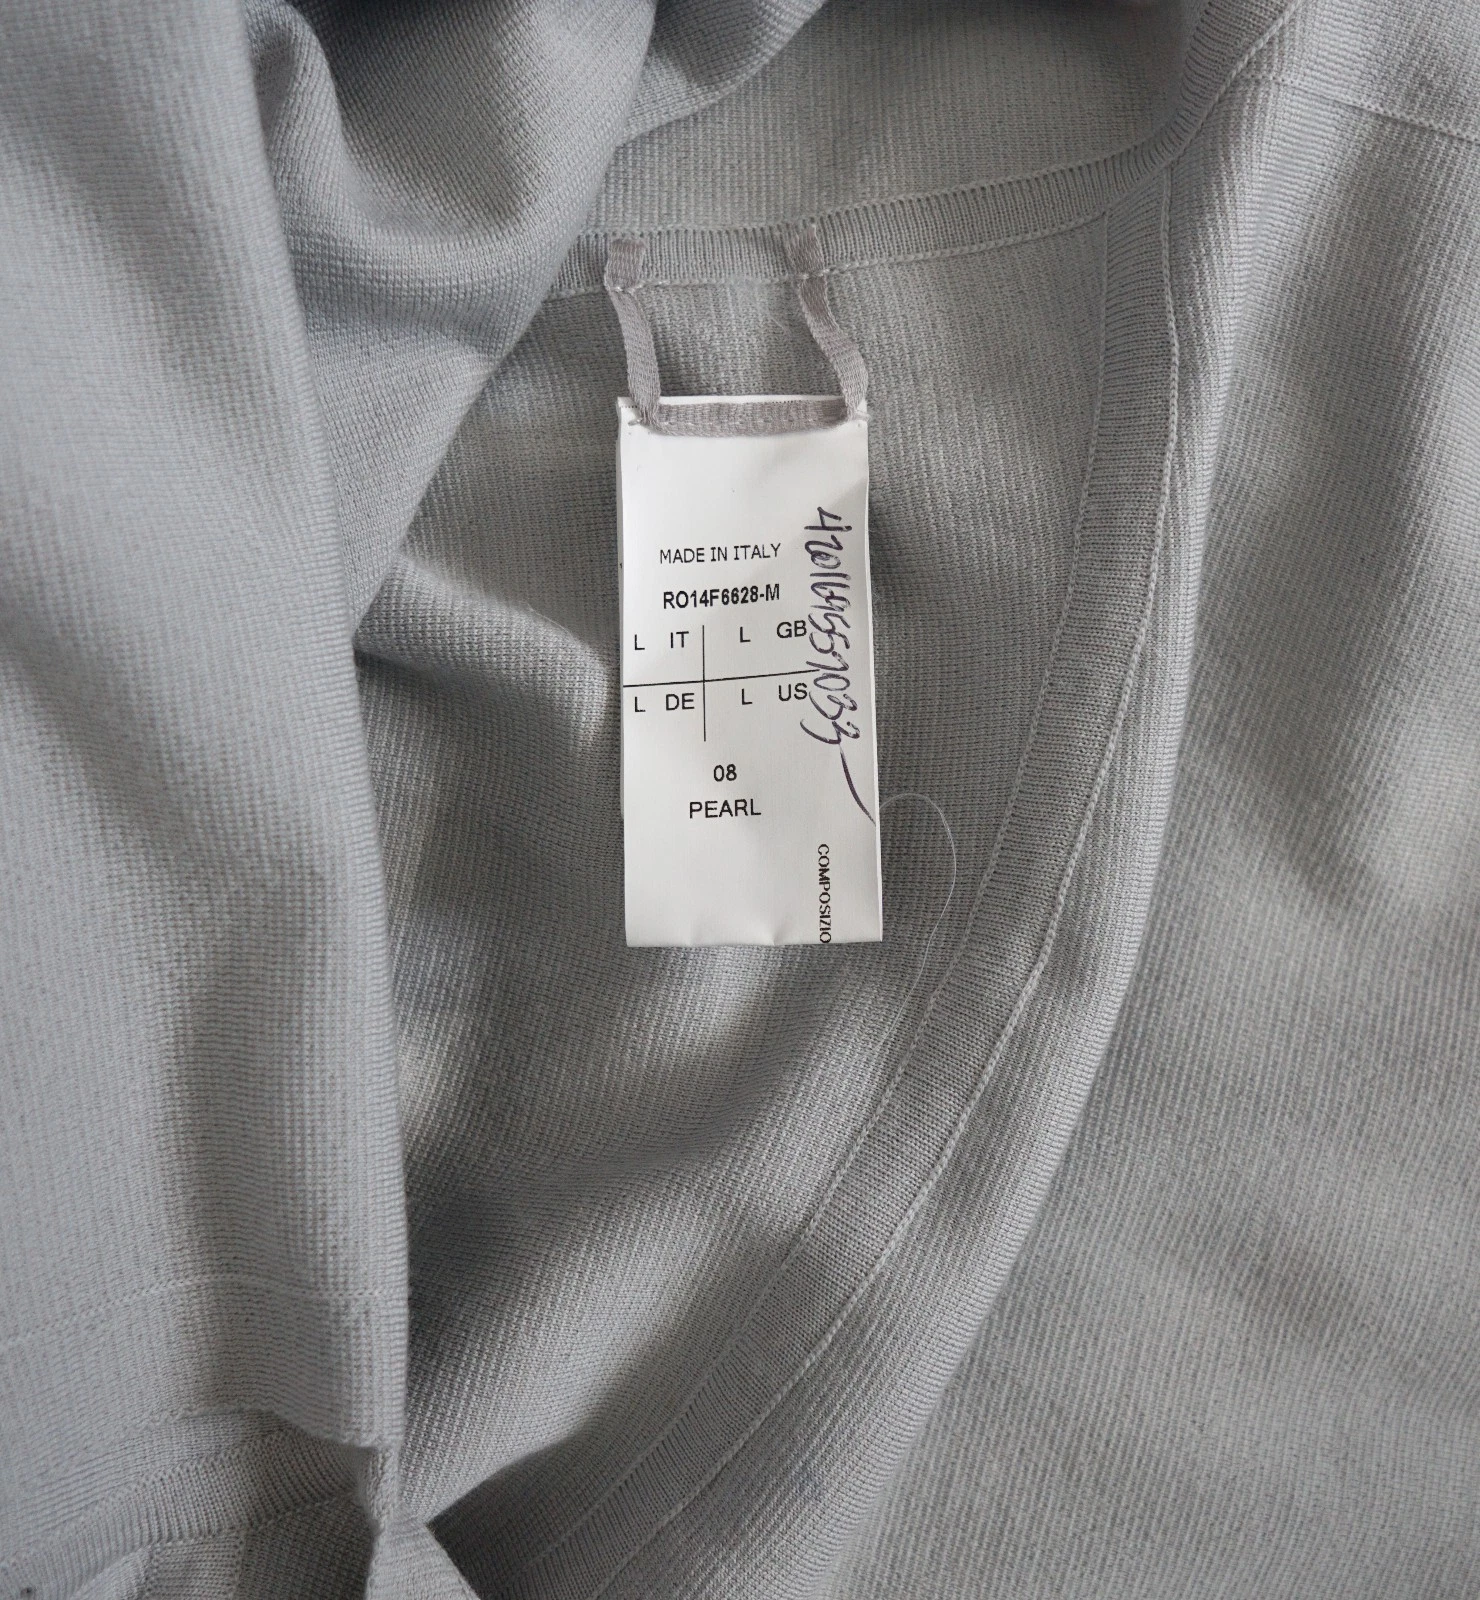 MADE IN ITALY
RO14F6628-M
L IT L GB
L DE L US
08
PEARL
COMPOSIZIO